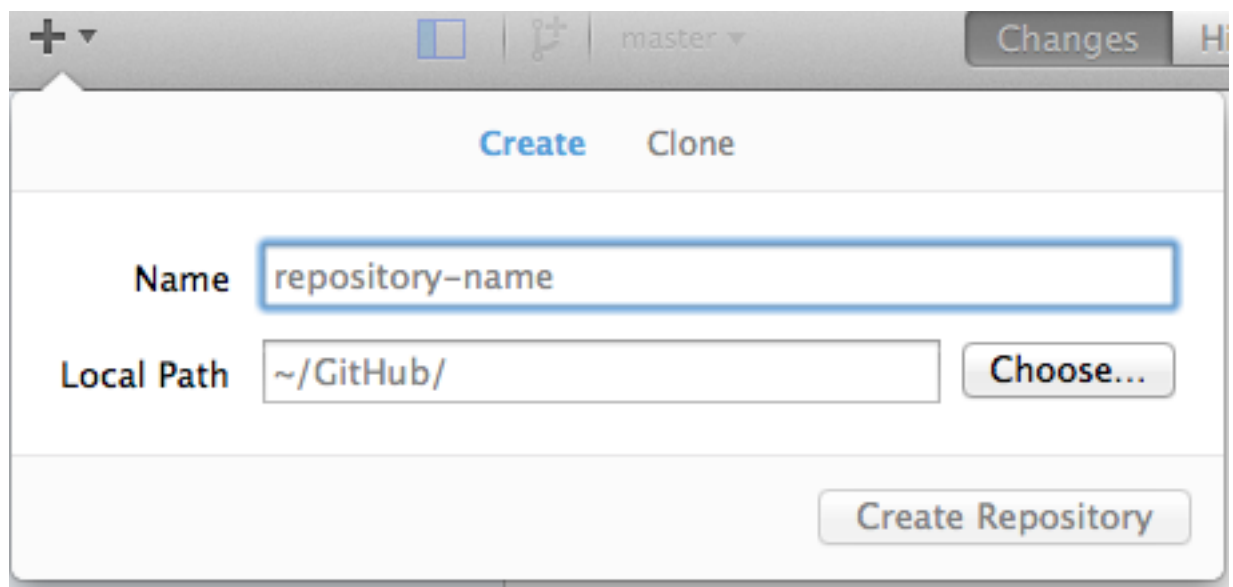 master Changes Hi
Create Clone
Name repository-name
Local Path ~/GitHub/ Choose...
Create Repository